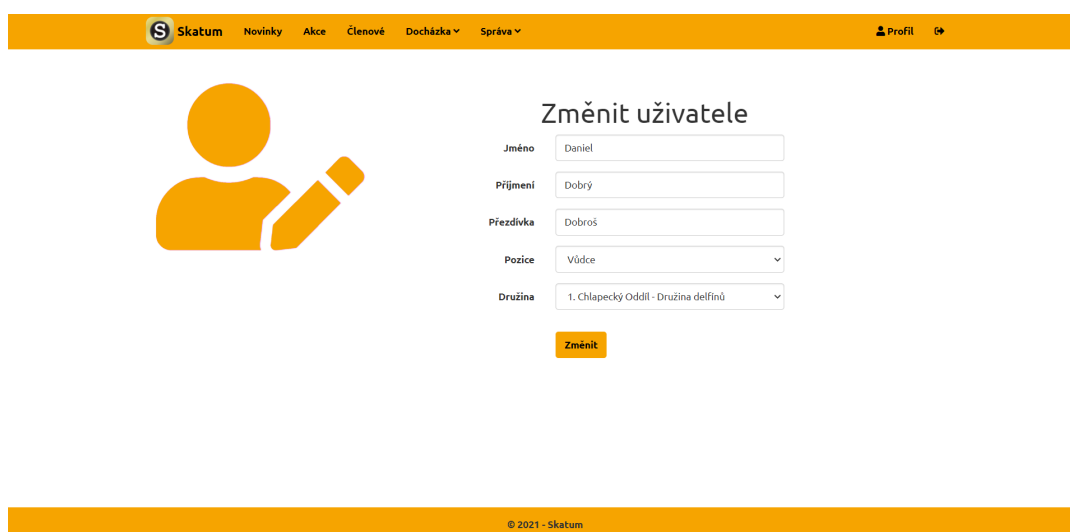 S Skatum Novinky Akce Členové Docházka Správa Profil
Změnit uživatele
Jméno Daniel
Příjmení Dobrý
Přezdívka Dobroš
Pozice Vůdce
Družina 1. Chlapecký Oddíl - Družina delfínů
Změnit
© 2021 - Skatum